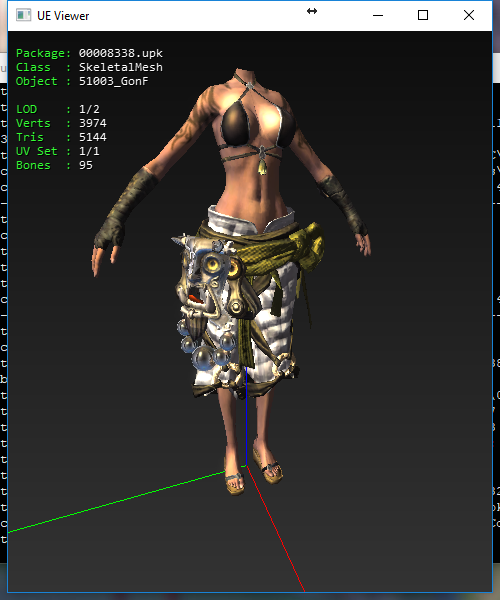 UE Viewer
Package: 00008338.upk
Class : SkeletalMesh
Object : 51003_GonF
LOD : 1/2
Verts : 3974
Tris : 5144
UV Set : 1/1
Bones : 95